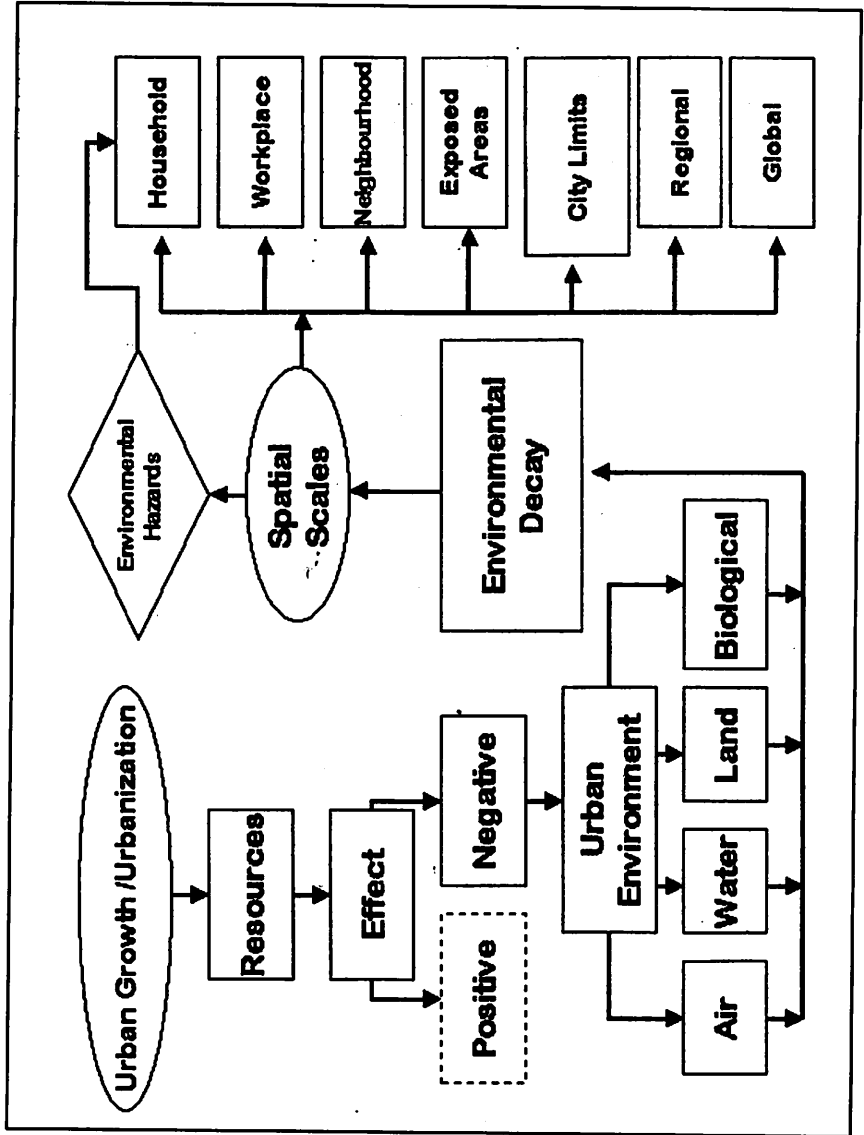 Urban Growth /Urbanization
Resources
Effect
Positive
Negative
Urban
Environment
Air
Water
Land
Biological
Environmental
Decay
Spatial
Scales
Environmental
Hazards
Household
Workplace
Neighbourhood
Exposed
Areas
City Limits
Regional
Global